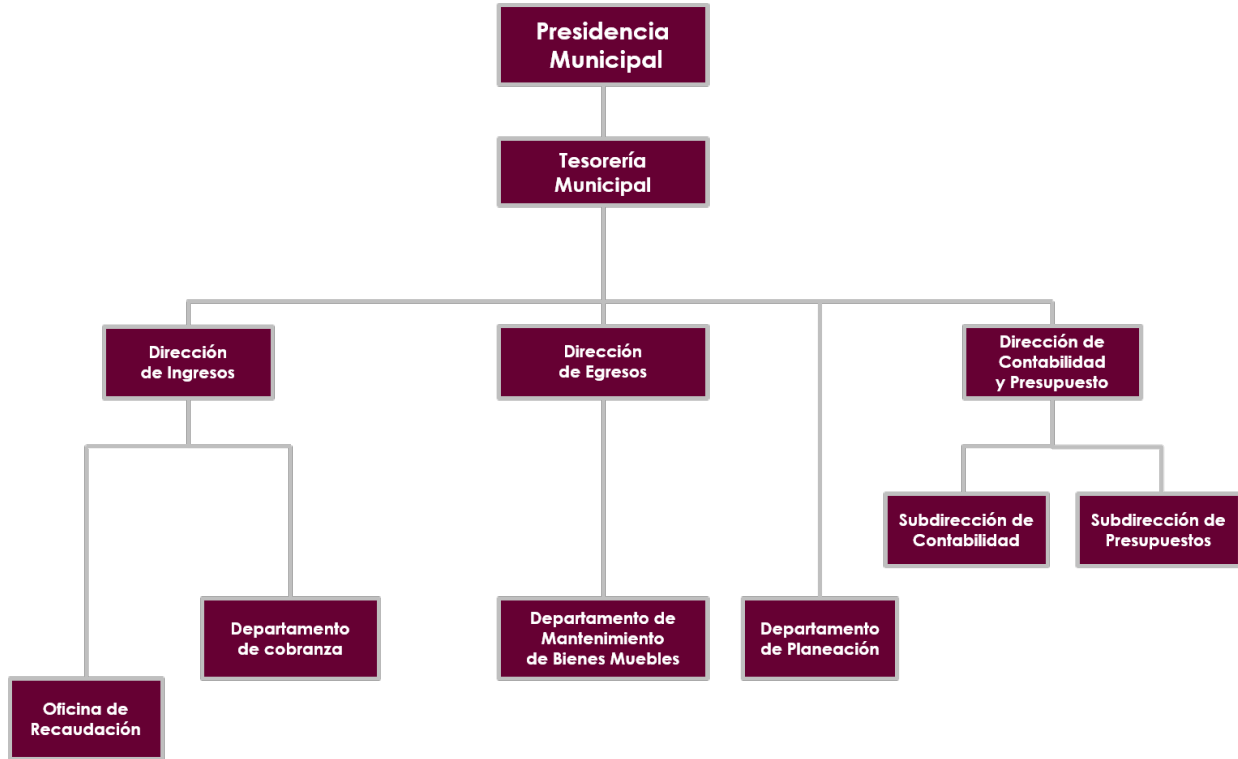 Presidencia
Municipal
Tesorería
Municipal
Dirección
de Ingresos
Dirección
de Egresos
Dirección de
Contabilidad
y Presupuesto
Subdirección de
Contabilidad
Subdirección de
Presupuestos
Departamento
de cobranza
Departamento de
Mantenimiento
de Bienes Muebles
Departamento
de Planeación
Oficina de
Recaudación